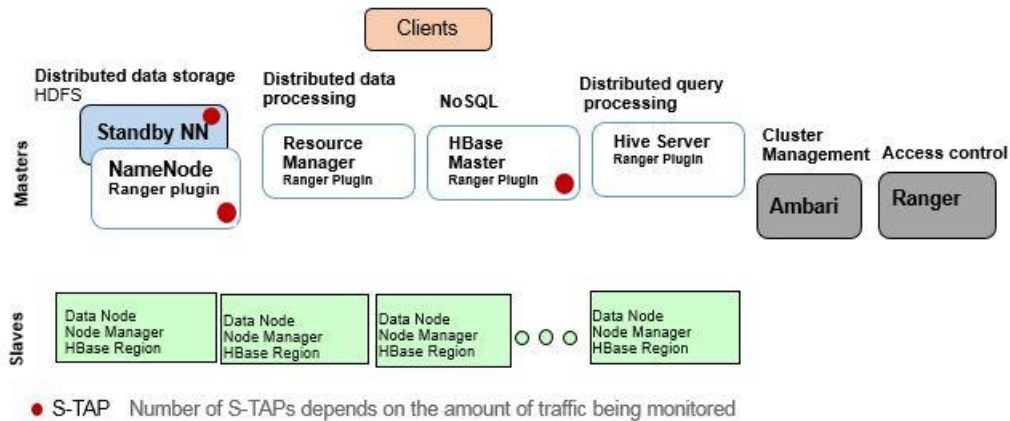 Clients
Distributed data storage
HDFS
Distributed data
processing
NoSQL
Distributed query
processing
Cluster
Management
Access control
Masters
Standby NN
NameNode
Ranger plugin
Resource
Manager
Ranger Plugin
HBase
Master
Ranger Plugin
Hive Server
Ranger Plugin
Ambari
Ranger
Slaves
Data Node
Node Manager
HBase Region
Data Node
Node Manager
HBase Region
Data Node
Node Manager
HBase Region
Data Node
Node Manager
HBase Region
S-TAP Number of S-TAPs depends on the amount of traffic being monitored